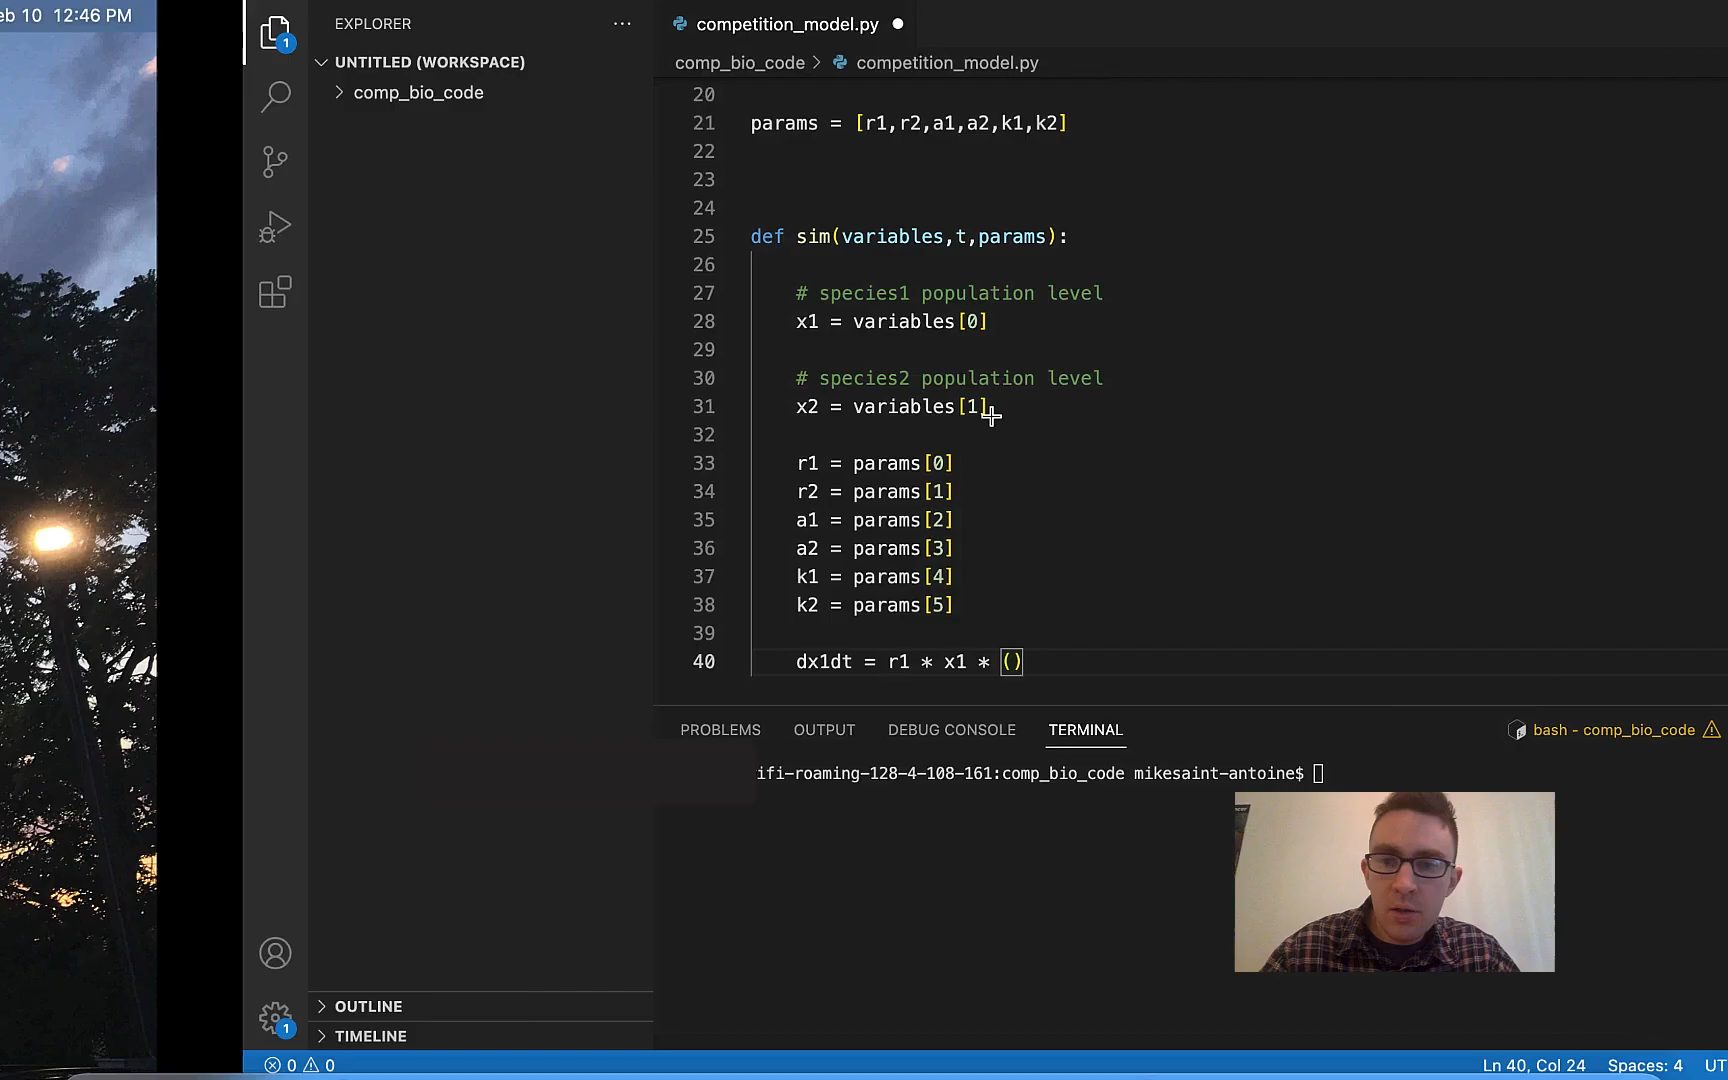 eb 10 12:46 PM
1
EXPLORER
...
UNTITLED (WORKSPACE)
comp_bio_code
competition_model.py
comp_bio_code > competition_model.py
20
21 params = [r1,r2,a1,a2,k1,k2]
22
23
24
25 def sim(variables,t,params):
26
27 # species1 population level
28 x1 = variables[0]
29
30 # species2 population level
31 x2 = variables[1]
32
33 r1 = params[0]
34 r2 = params[1]
35 a1 = params[2]
36 a2 = params[3]
37 k1 = params[4]
38 k2 = params[5]
39
40 dx1dt = r1 * x1 * ()
PROBLEMS OUTPUT DEBUG CONSOLE TERMINAL
bash - comp_bio_code
ifi-roaming-128-4-108-161:comp_bio_code mikesaint-antoine$
OUTLINE
1
TIMELINE
0 0
Ln 40, Col 24 Spaces: 4 UT